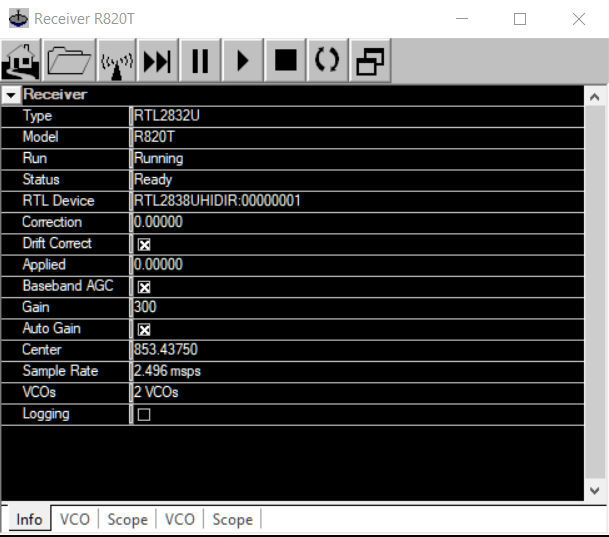 Receiver R820T
Receiver
Type RTL2832U
Model R820T
Run Running
Status Ready
RTL Device RTL2838UHIDIR:00000001
Correction 0.00000
Drift Correct
Applied 0.00000
Baseband AGC
Gain 300
Auto Gain
Center 853.43750
Sample Rate 2.496 msps
VCOs 2 VCOs
Logging
Info VCO Scope VCO Scope